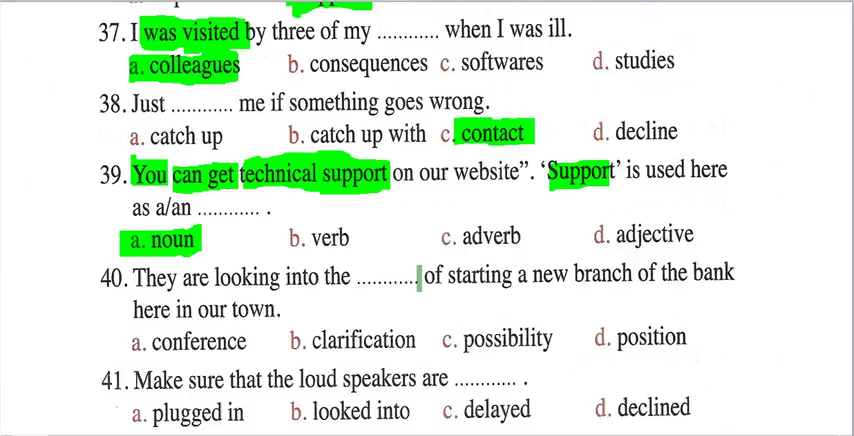 37. I was visited by three of my ............ when I was ill.
a. colleagues b. consequences c. softwares d. studies
38. Just ............ me if something goes wrong.
a. catch up b. catch up with c. contact d. decline
39. You can get technical support on our website”. ‘Support’ is used here
as a/an ............ .
a. noun b. verb c. adverb d. adjective
40. They are looking into the ............ of starting a new branch of the bank
here in our town.
a. conference b. clarification c. possibility d. position
41. Make sure that the loud speakers are ............ .
a. plugged in b. looked into c. delayed d. declined